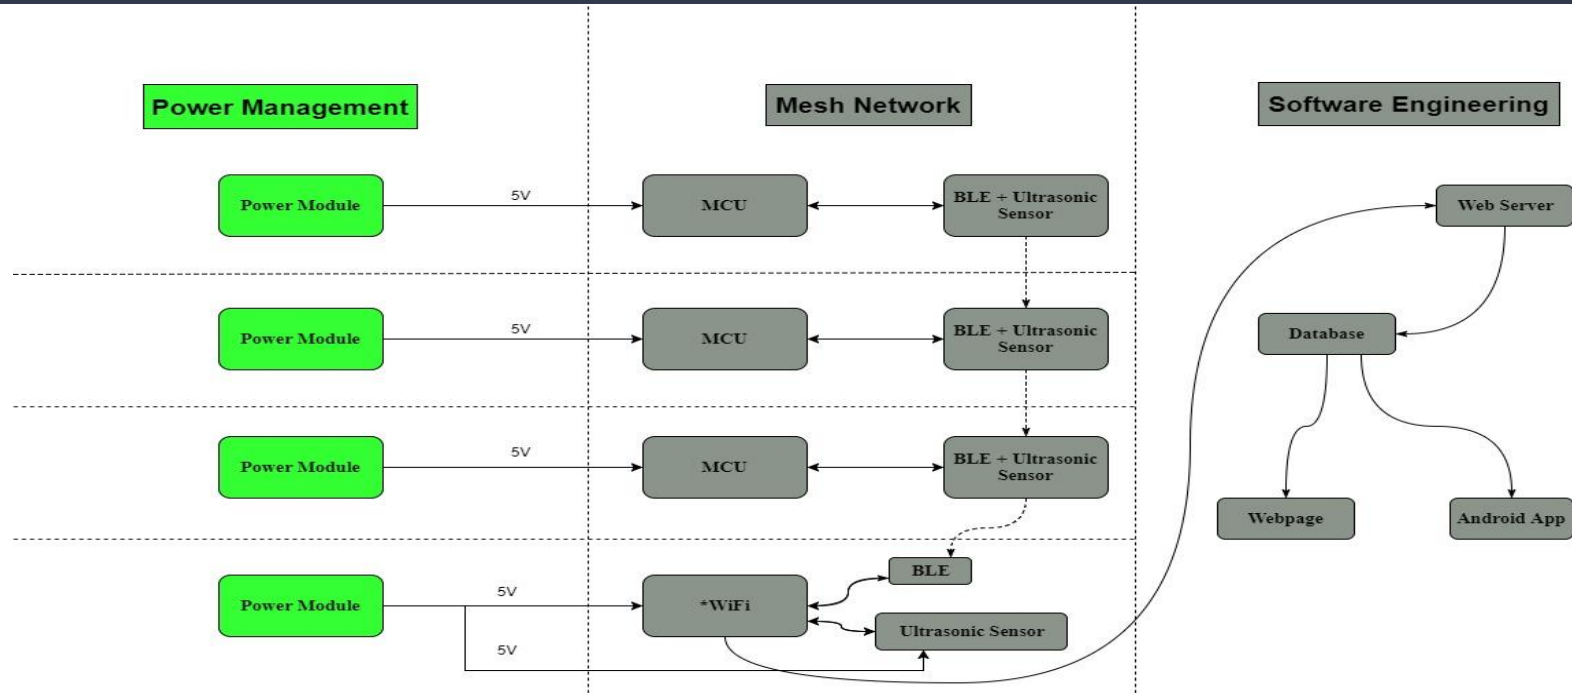 Power Management
Mesh Network
Software Engineering
Power Module
5V
MCU
BLE + Ultrasonic
Sensor
Web Server
Power Module
5V
MCU
BLE + Ultrasonic
Sensor
Database
Power Module
5V
MCU
BLE + Ultrasonic
Sensor
Webpage
Android App
Power Module
5V
*WiFi
BLE
Ultrasonic Sensor
5V